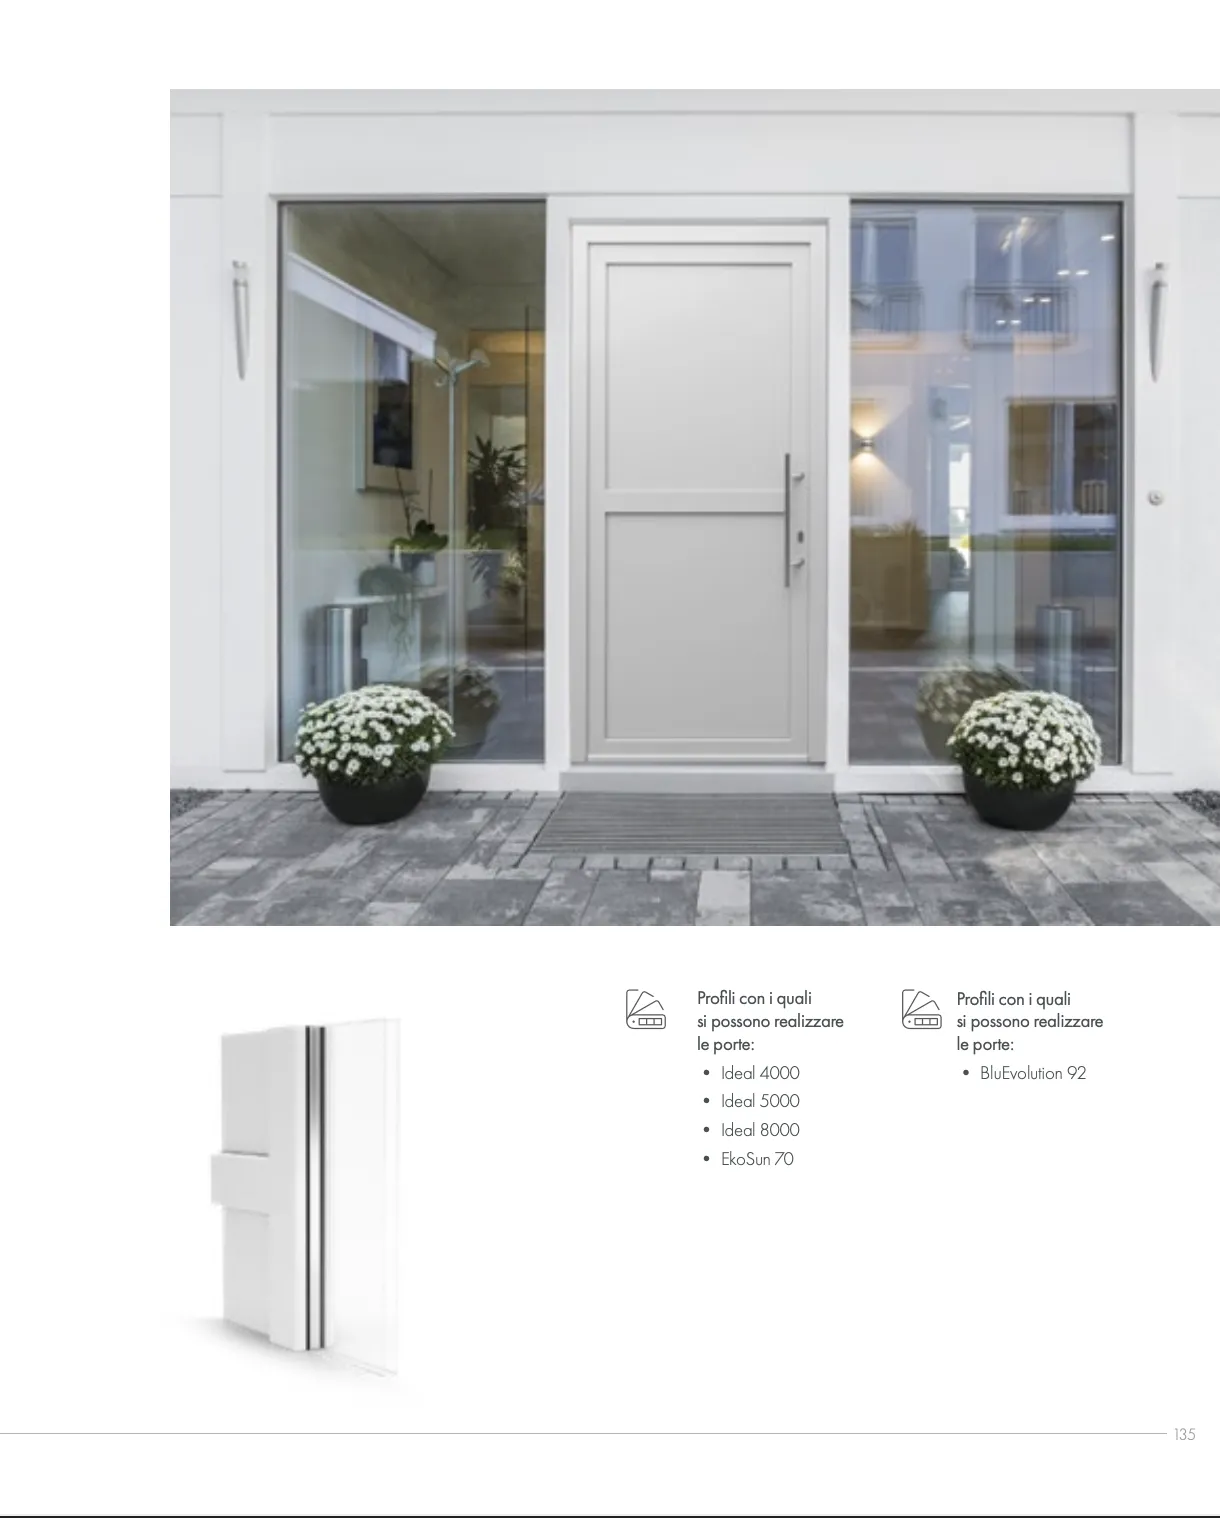 Profili con i quali
si possono realizzare
le porte:
• Ideal 4000
• Ideal 5000
• Ideal 8000
• EkoSun 70
Profili con i quali
si possono realizzare
le porte:
• BluEvolution 92
135